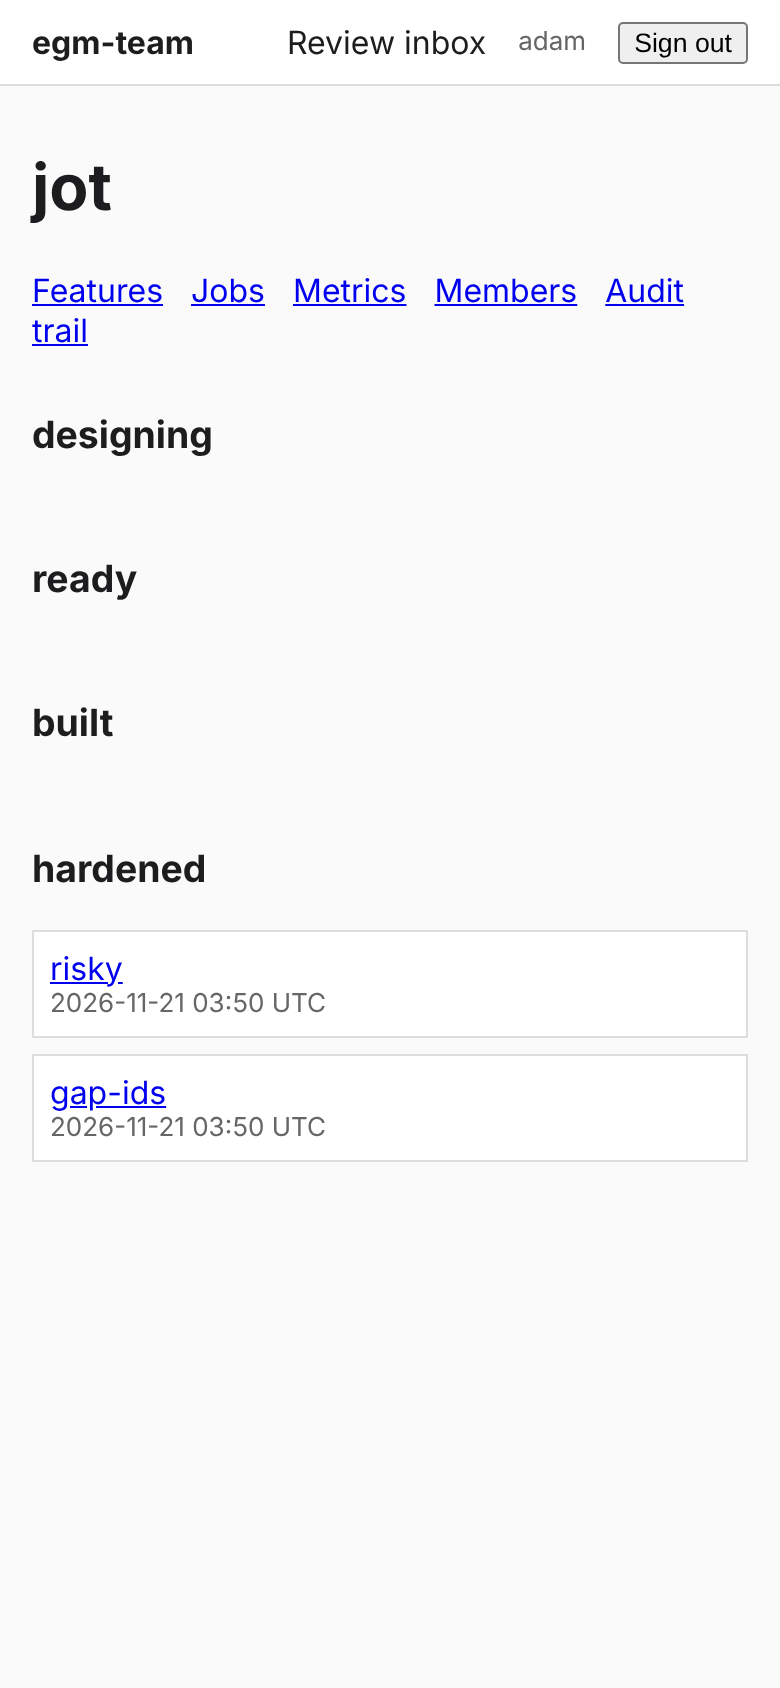 egm-team Review inbox adam Sign out
jot
Features Jobs Metrics Members Audit
trail
designing
ready
built
hardened
risky
2026-11-21 03:50 UTC
gap-ids
2026-11-21 03:50 UTC